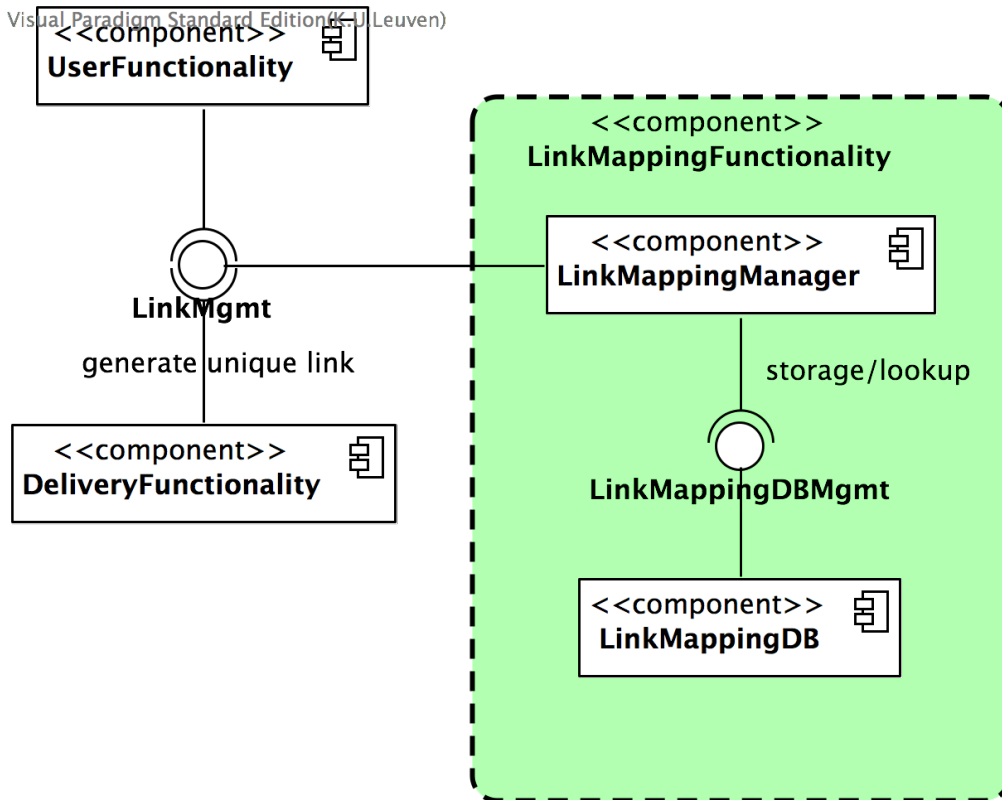 Visual Paradigm Standard Edition(K.U.Leuven)
<<component>>
UserFunctionality
<<component>>
LinkMappingFunctionality
<<component>>
LinkMappingManager
LinkMgmt
generate unique link
storage/lookup
<<component>>
DeliveryFunctionality
LinkMappingDBMgmt
<<component>>
LinkMappingDB